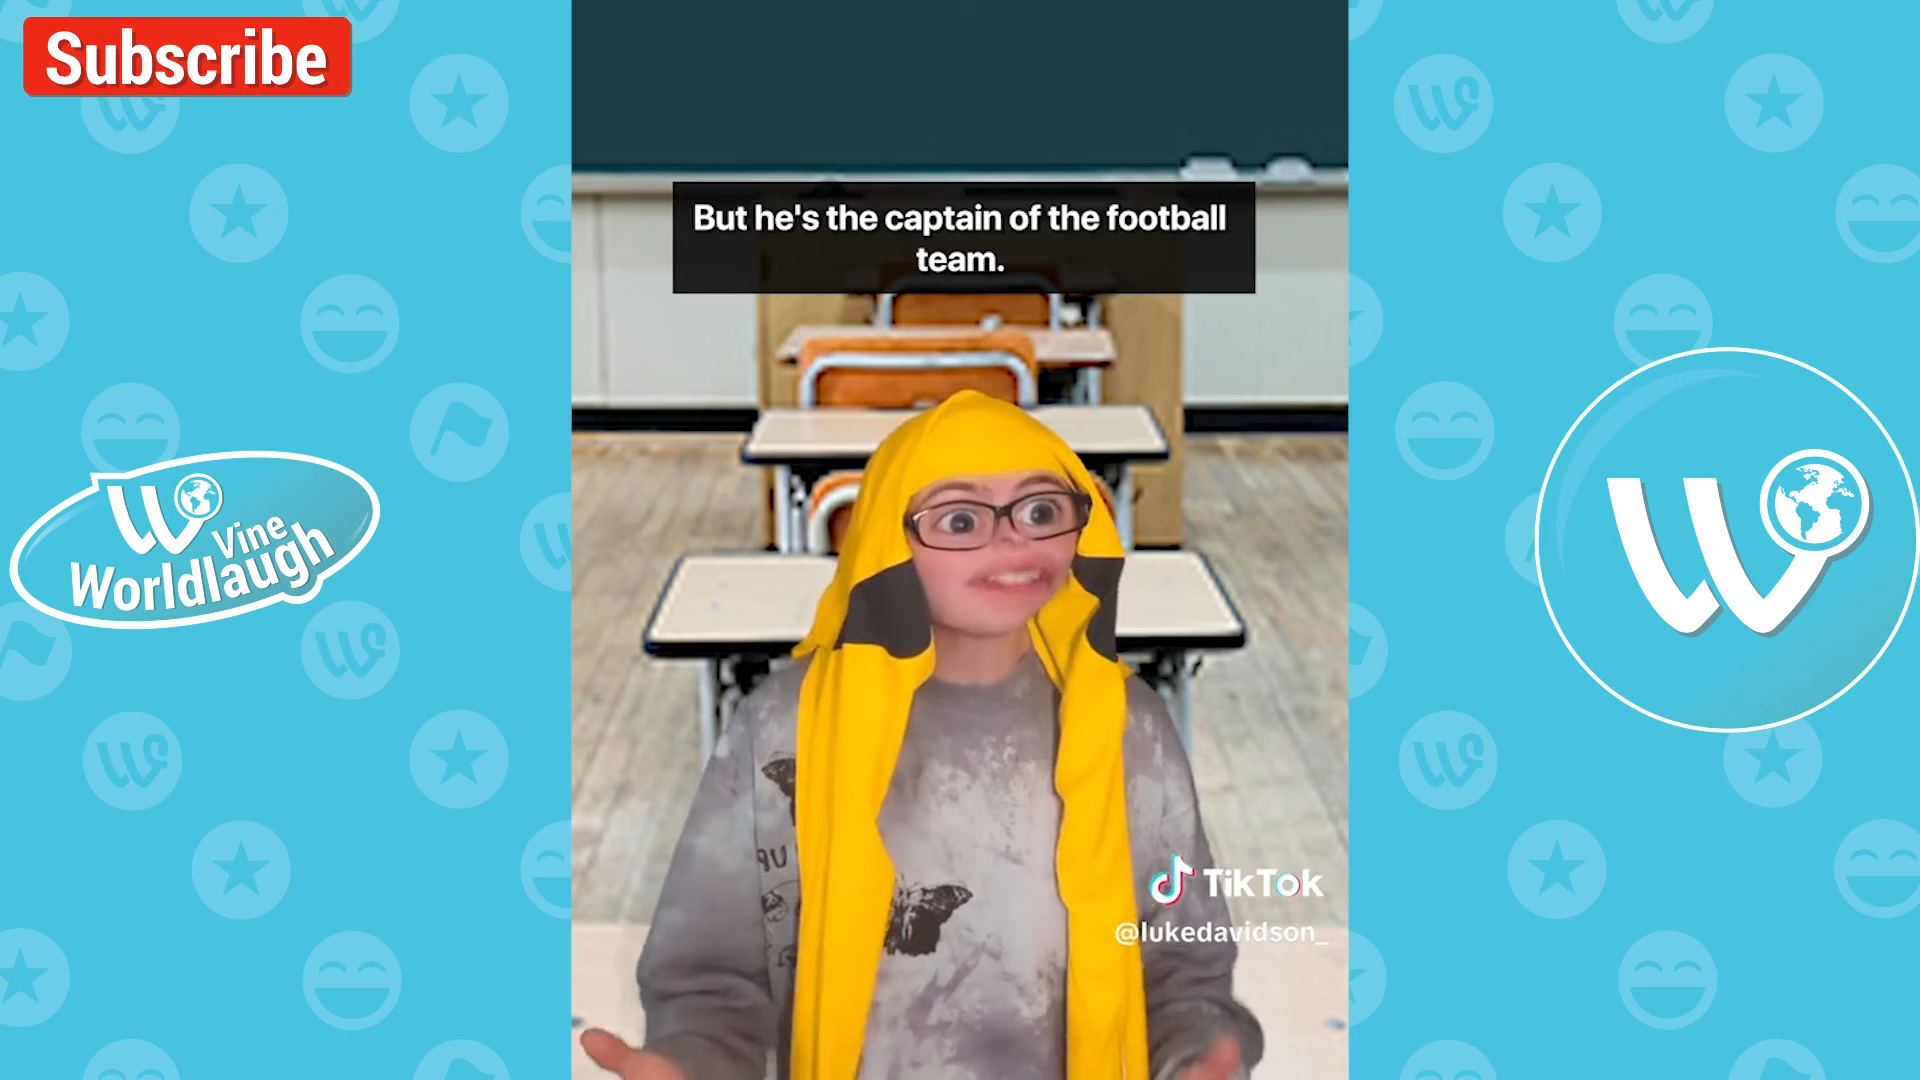 Subscribe
But he's the captain of the football
team.
W
Vine
Worldlaugh
W
TikTok
@lukedavidson_